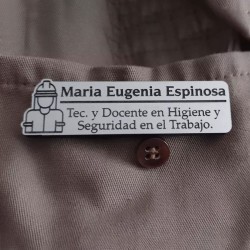 Maria Eugenia Espinosa
Tec. y Docente en Higiene y
Seguridad en el Trabajo.